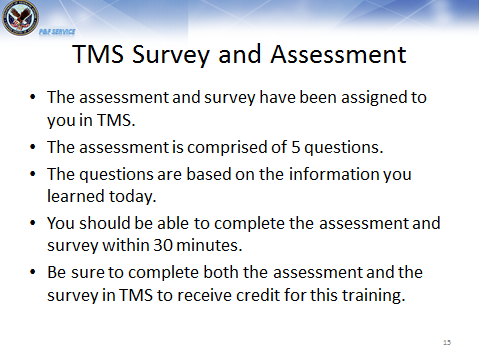 P&F SERVICE
TMS Survey and Assessment
• The assessment and survey have been assigned to
you in TMS.
• The assessment is comprised of 5 questions.
• The questions are based on the information you
learned today.
• You should be able to complete the assessment and
survey within 30 minutes.
• Be sure to complete both the assessment and the
survey in TMS to receive credit for this training.
15